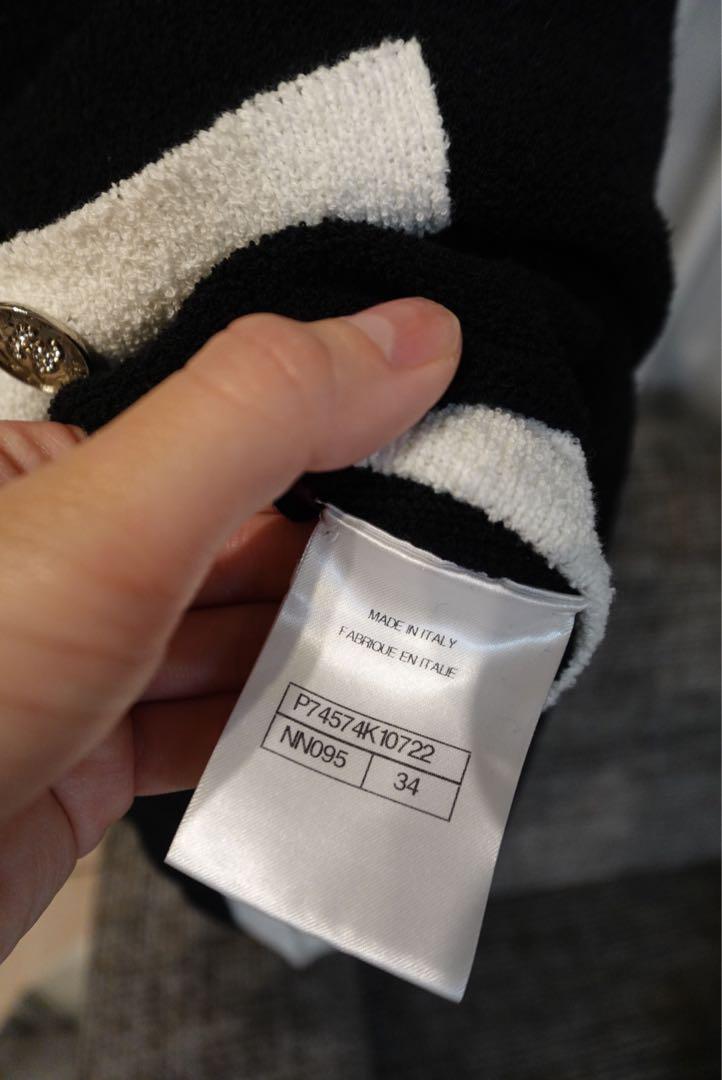 MADE IN ITALY
FABRIQUE EN ITALIE
P74574K10722
NN095 34